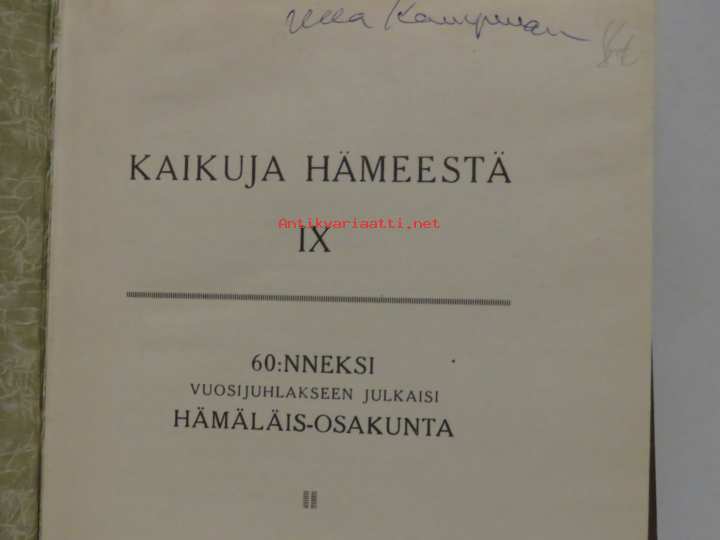 KAIKUJA HÄMEESTÄ
Antikvariaatti.net
IX
60:NNEKSI
VUOSIJUHLAKSEEN JULKAISI
HÄMÄLÄIS-OSAKUNTA